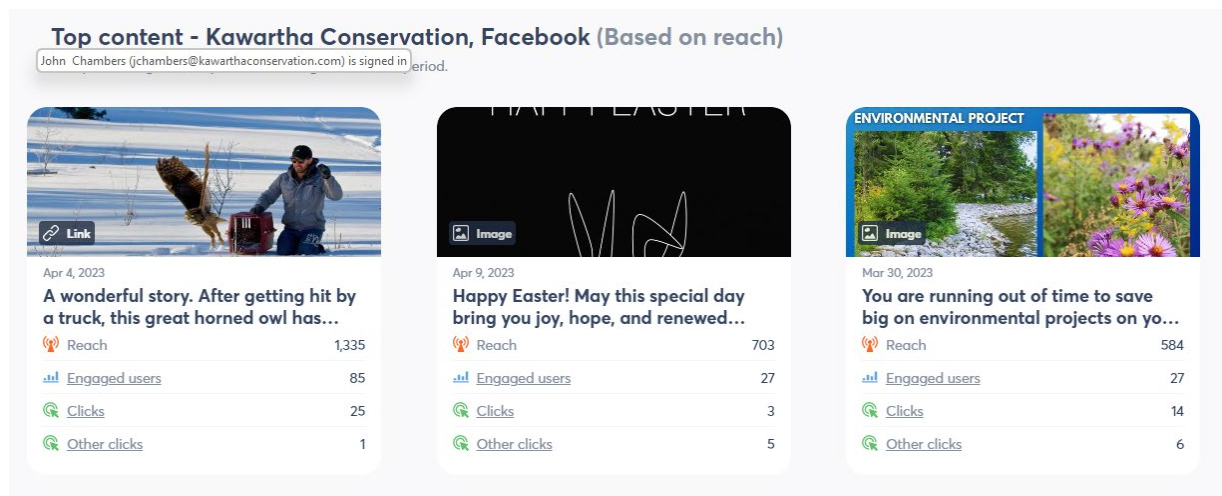 Top content - Kawartha Conservation, Facebook (Based on reach)
John Chambers (jchambers@kawarthaconservation.com) is signed in
eriod.
Link
Apr 4, 2023
A wonderful story. After getting hit by
a truck, this great horned owl has...
Reach 1,335
Engaged users 85
Clicks 25
Other clicks 1
HAPPY EASTER
Image
Apr 9, 2023
Happy Easter! May this special day
bring you joy, hope, and renewed...
Reach 703
Engaged users 27
Clicks 3
Other clicks 5
ENVIRONMENTAL PROJECT
Image
Mar 30, 2023
You are running out of time to save
big on environmental projects on yo...
Reach 584
Engaged users 27
Clicks 14
Other clicks 6